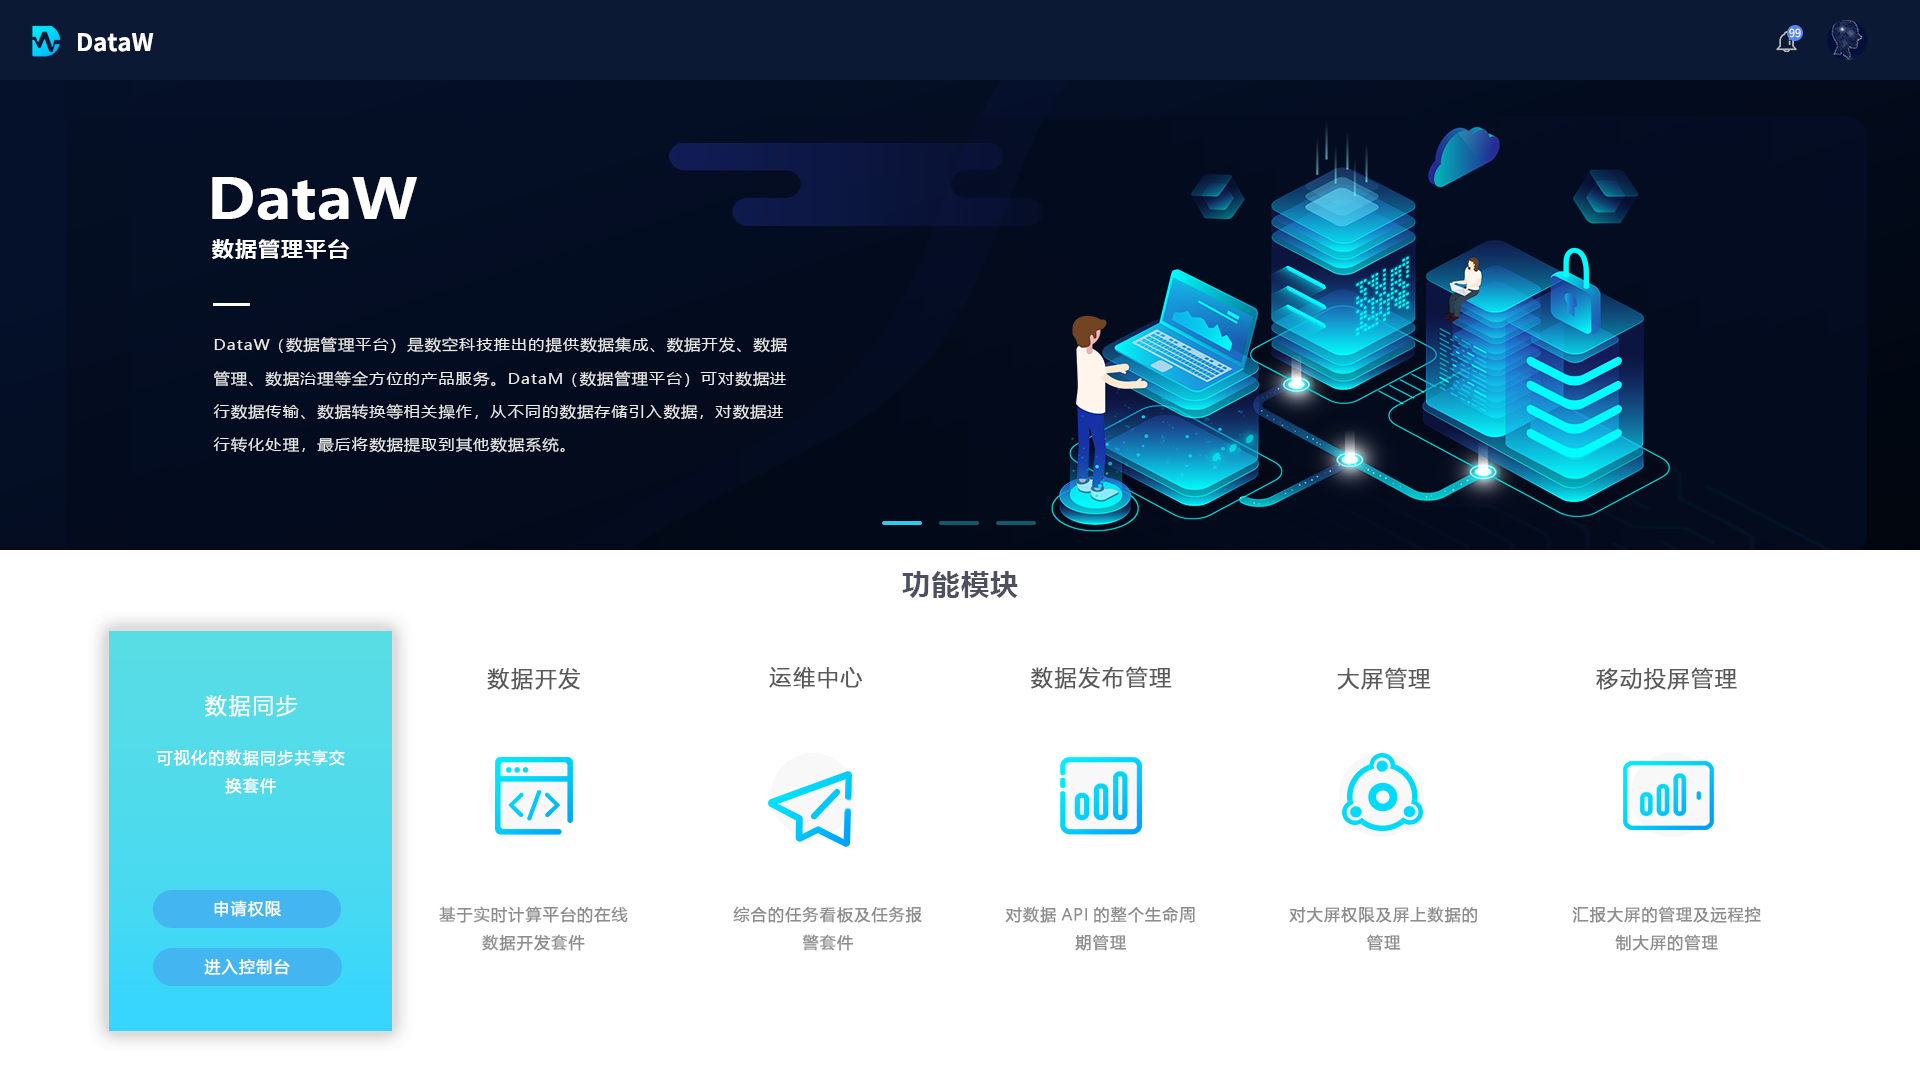 DataW
99
DataW
数据管理平台
DataW（数据管理平台）是数空科技推出的提供数据集成、数据开发、数据
管理、数据治理等全方位的产品服务。DataM（数据管理平台）可对数据进
行数据传输、数据转换等相关操作，从不同的数据存储引入数据，对数据进
行转化处理，最后将数据提取到其他数据系统。
功能模块
数据同步
可视化的数据同步共享交
换套件
申请权限
进入控制台
数据开发
基于实时计算平台的在线
数据开发套件
运维中心
综合的任务看板及任务报
警套件
数据发布管理
对数据 API 的整个生命周
期管理
大屏管理
对大屏权限及屏上数据的
管理
移动投屏管理
汇报大屏的管理及远程控
制大屏的管理